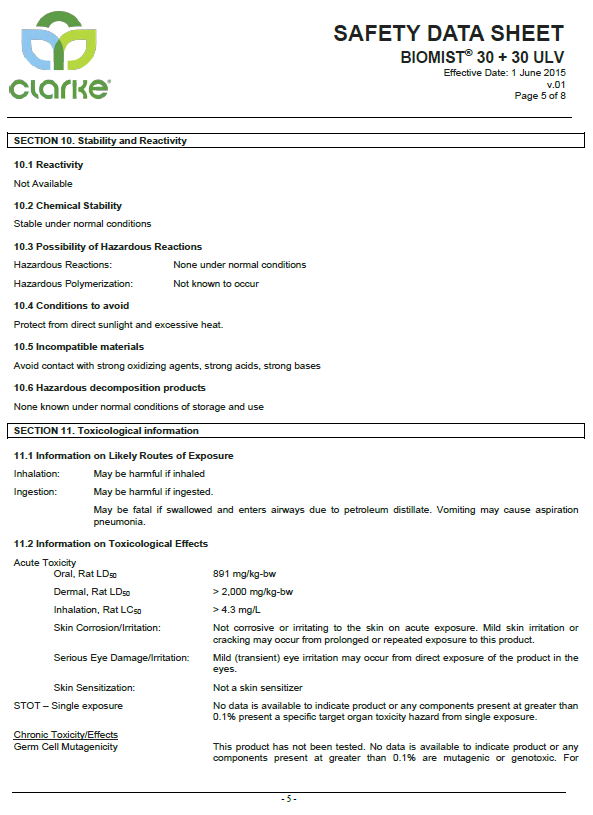 CLARKE®
SAFETY DATA SHEET
BIOMIST® 30 + 30 ULV
Effective Date: 1 June 2015
v.01
Page 5 of 8
SECTION 10. Stability and Reactivity
10.1 Reactivity
Not Available
10.2 Chemical Stability
Stable under normal conditions
10.3 Possibility of Hazardous Reactions
Hazardous Reactions: None under normal conditions
Hazardous Polymerization: Not known to occur
10.4 Conditions to avoid
Protect from direct sunlight and excessive heat.
10.5 Incompatible materials
Avoid contact with strong oxidizing agents, strong acids, strong bases
10.6 Hazardous decomposition products
None known under normal conditions of storage and use
SECTION 11. Toxicological information
11.1 Information on Likely Routes of Exposure
Inhalation: May be harmful if inhaled
Ingestion: May be harmful if ingested.
May be fatal if swallowed and enters airways due to petroleum distillate. Vomiting may cause aspiration
pneumonia.
11.2 Information on Toxicological Effects
Acute Toxicity
Oral, Rat LD50 891 mg/kg-bw
Dermal, Rat LD50 > 2,000 mg/kg-bw
Inhalation, Rat LC50 > 4.3 mg/L
Skin Corrosion/Irritation: Not corrosive or irritating to the skin on acute exposure. Mild skin irritation or
cracking may occur from prolonged or repeated exposure to this product.
Serious Eye Damage/Irritation: Mild (transient) eye irritation may occur from direct exposure of the product in the
eyes.
Skin Sensitization: Not a skin sensitizer
STOT – Single exposure No data is available to indicate product or any components present at greater than
0.1% present a specific target organ toxicity hazard from single exposure.
Chronic Toxicity/Effects
Germ Cell Mutagenicity This product has not been tested. No data is available to indicate product or any
components present at greater than 0.1% are mutagenic or genotoxic. For
- 5 -